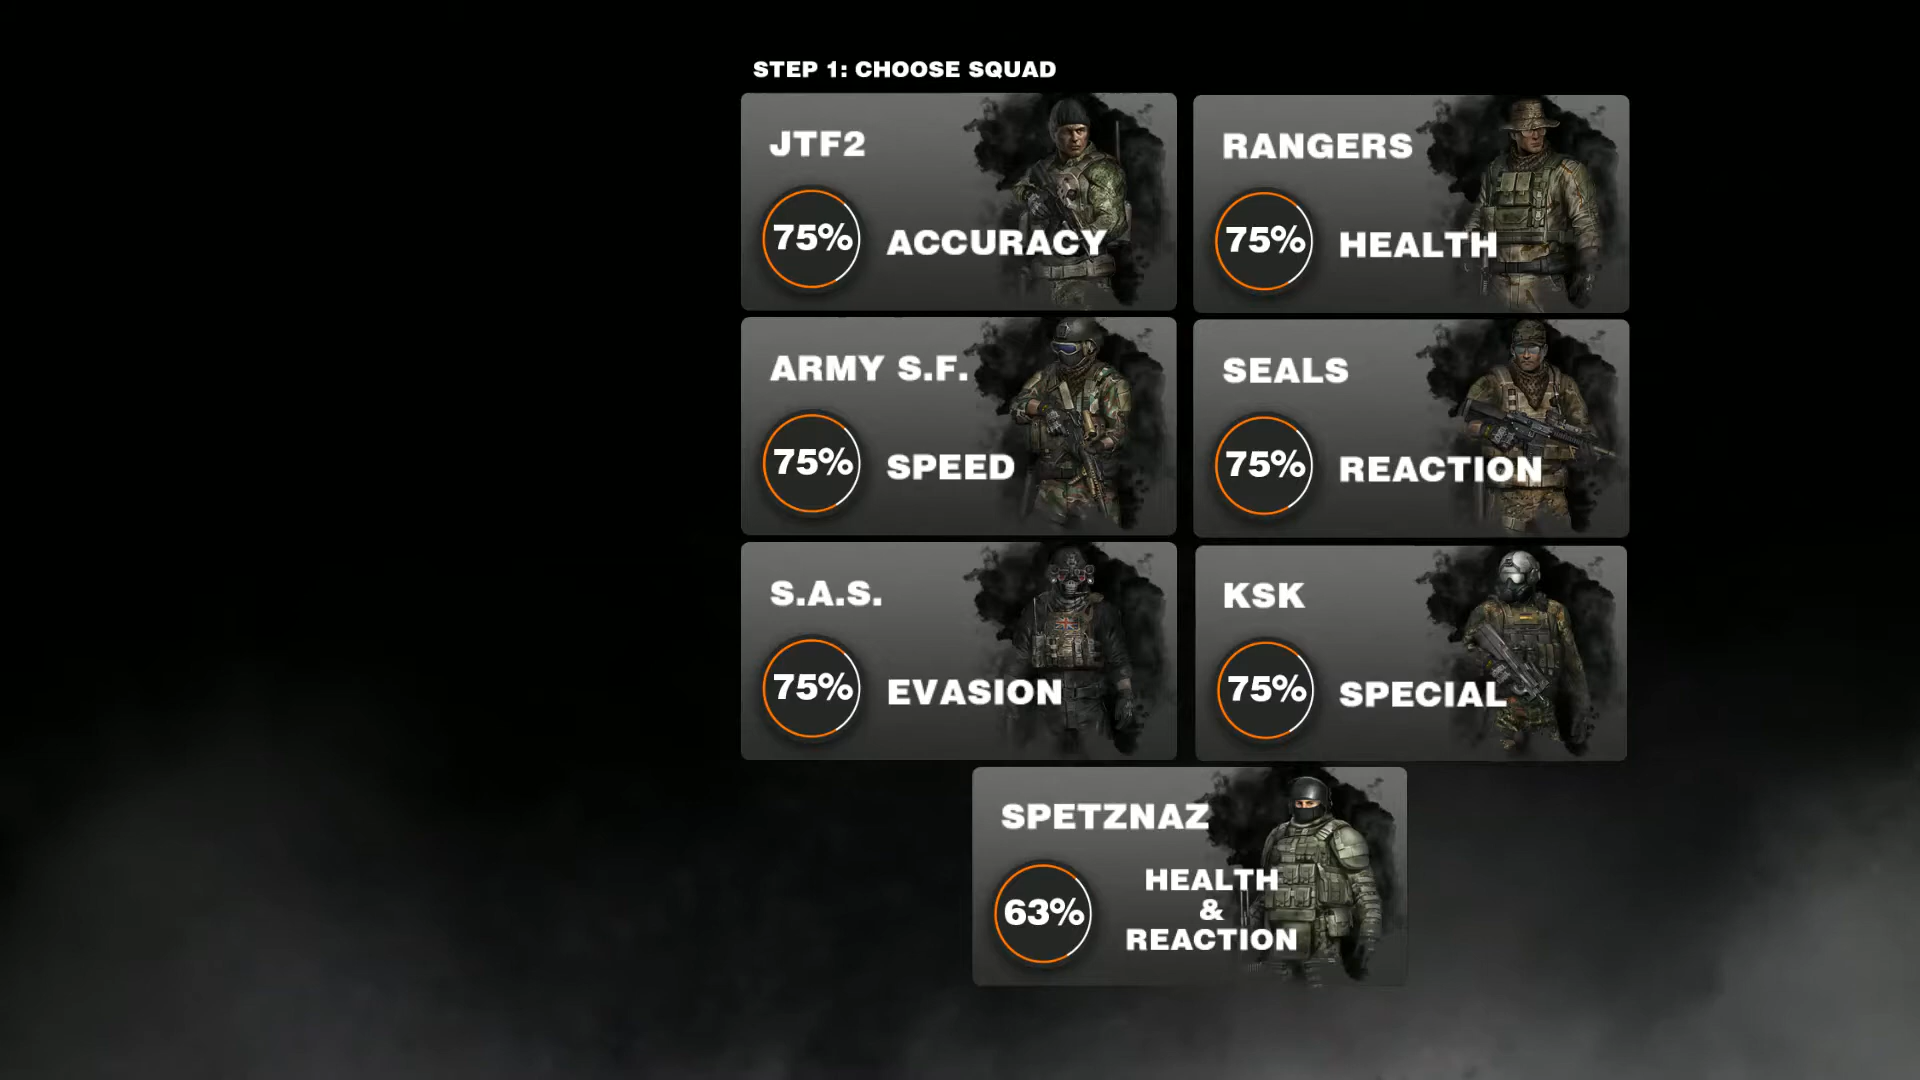 STEP 1: CHOOSE SQUAD
JTF2
75% ACCURACY
RANGERS
75% HEALTH
ARMY S.F.
75% SPEED
SEALS
75% REACTION
S.A.S.
75% EVASION
KSK
75% SPECIAL
SPETZNAZ
63%
HEALTH
&
REACTION